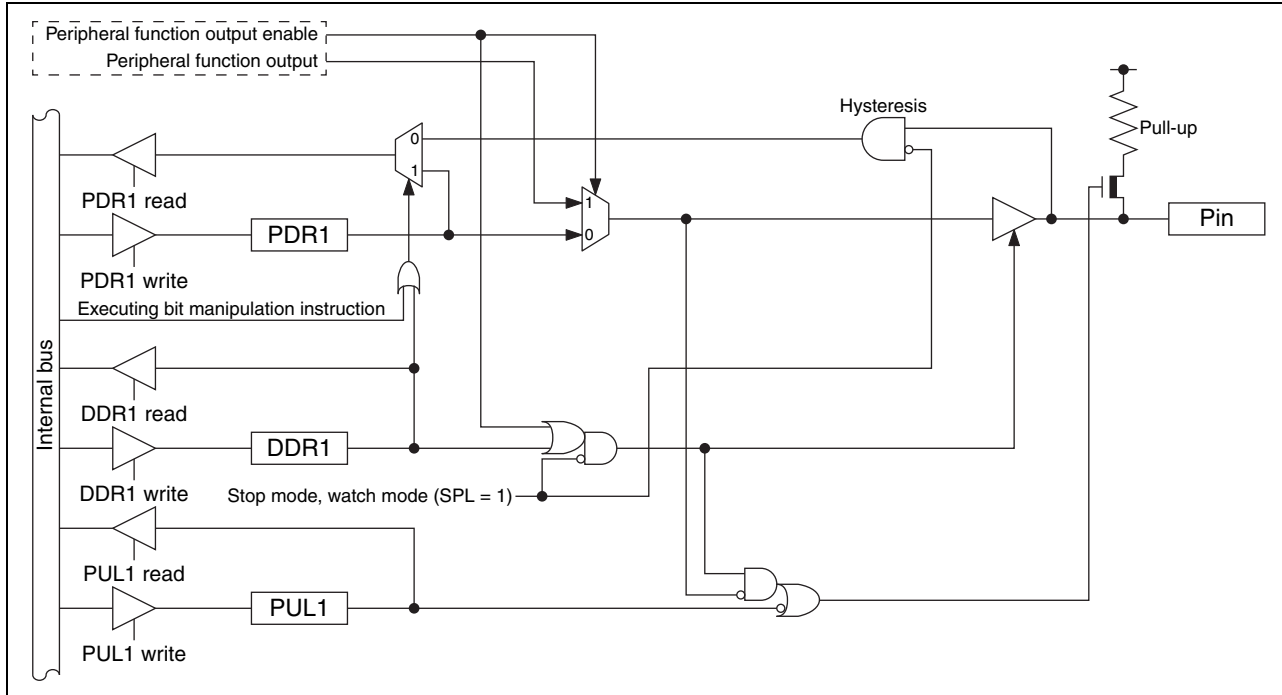 Peripheral function output enable
Peripheral function output
Hysteresis
Pull-up
0
1
PDR1 read
1
0
PDR1
Pin
PDR1 write
Executing bit manipulation instruction
Internal bus
DDR1 read
DDR1
DDR1 write
Stop mode, watch mode (SPL = 1)
PUL1 read
PUL1
PUL1 write